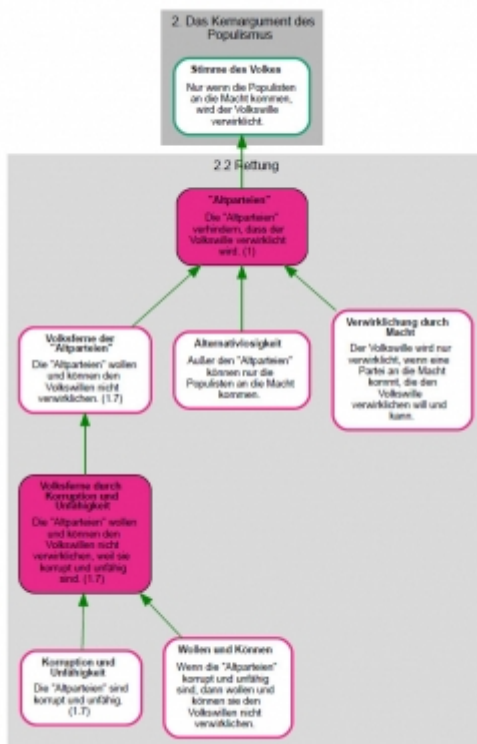 2. Das Kernargument des
Populismus
Stimme des Volkes
Nur wenn die Populisten
an die Macht kommen,
wird der Volkswille
verwirklicht.
2.2 Rettung
"Altparteien"
Die "Altparteien"
verhindern, dass der
Volkswille verwirklicht
wird. (1)
Volksferne der
"Altparteien"
Die "Altparteien" wollen
und können den
Volkswillen nicht
verwirklichen. (1.7)
Alternativlosigkeit
Außer den "Altparteien"
können nur die
Populisten an die Macht
kommen.
Verwirklichung durch
Macht
Der Volkswille wird nur
verwirklicht, wenn eine
Partei an die Macht
kommt, die den
Volkswille
verwirklichen will und
kann.
Volksferne durch
Korruption und
Unfähigkeit
Die "Altparteien" wollen
und können den
Volkswillen nicht
verwirklichen, weil sie
korrupt und unfähig
sind. (1.7)
Korruption und
Unfähigkeit
Die "Altparteien" sind
korrupt und unfähig.
(1.7)
Wollen und Können
Wenn die "Altparteien"
korrupt und unfähig
sind, dann wollen und
können sie den
Volkswillen nicht
verwirklichen.